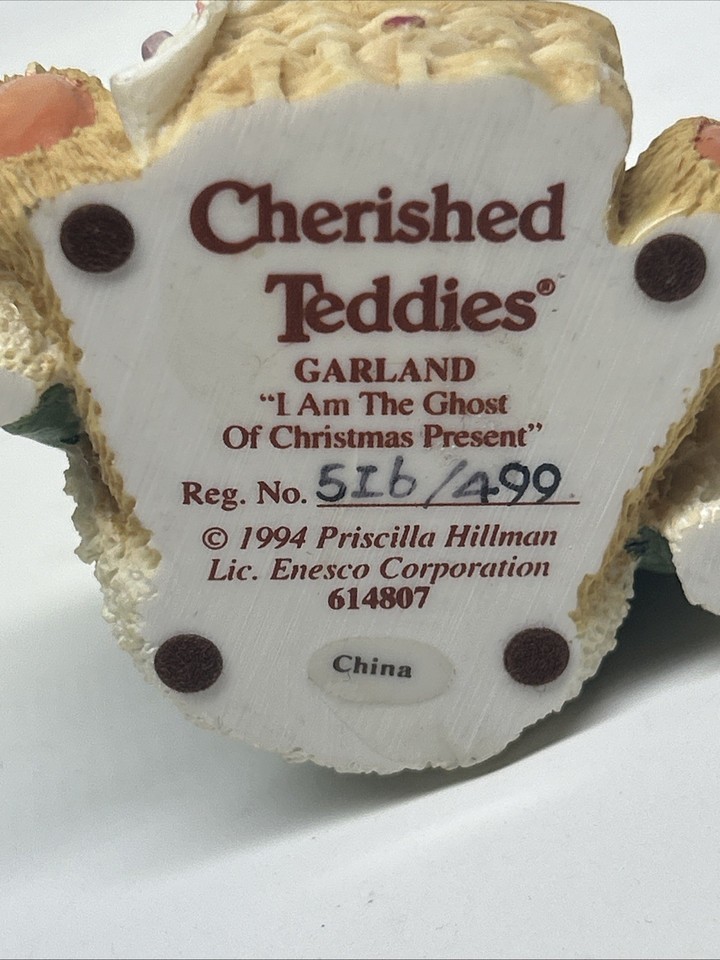 Cherished
Teddies®
GARLAND
“I Am The Ghost
Of Christmas Present”
Reg. No. 5I6/499
© 1994 Priscilla Hillman
Lic. Enesco Corporation
614807
China